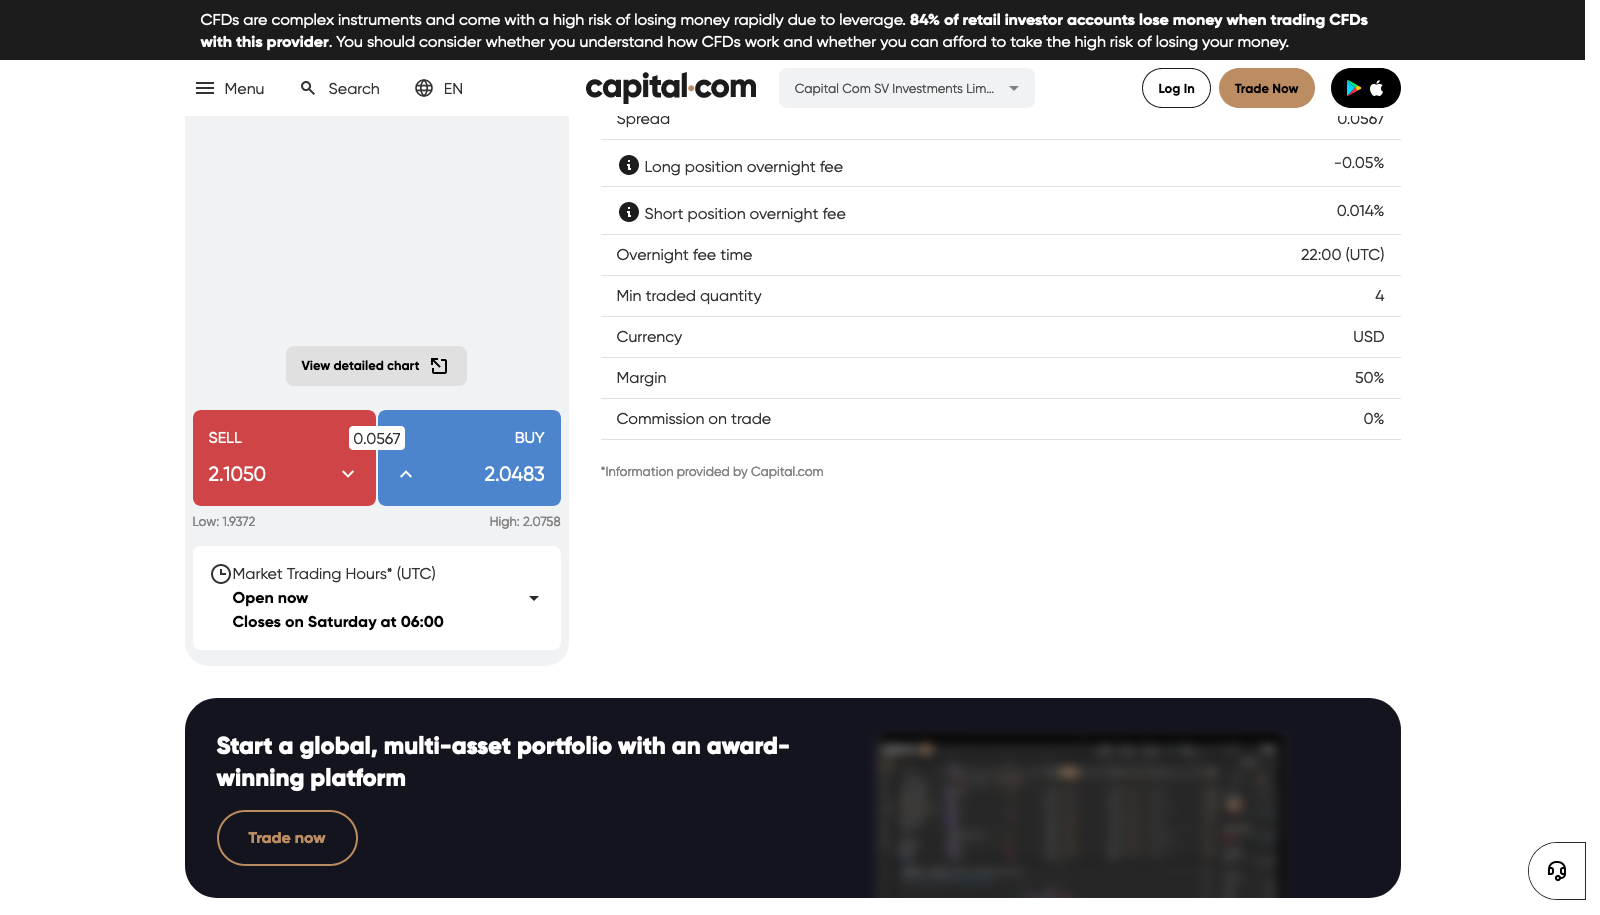 CFDs are complex instruments and come with a high risk of losing money rapidly due to leverage. 84% of retail investor accounts lose money when trading CFDs
with this provider. You should consider whether you understand how CFDs work and whether you can afford to take the high risk of losing your money.
Menu
Search
EN
capital.com
Capital Com SV Investments Lim...
Log In
Trade Now
Spread 0.0567
Long position overnight fee -0.05%
Short position overnight fee 0.014%
Overnight fee time 22:00 (UTC)
Min traded quantity 4
Currency USD
Margin 50%
Commission on trade 0%
*Information provided by Capital.com
View detailed chart
SELL 0.0567 BUY
2.1050 2.0483
Low: 1.9372 High: 2.0758
Market Trading Hours* (UTC)
Open now
Closes on Saturday at 06:00
Start a global, multi-asset portfolio with an award-
winning platform
Trade now